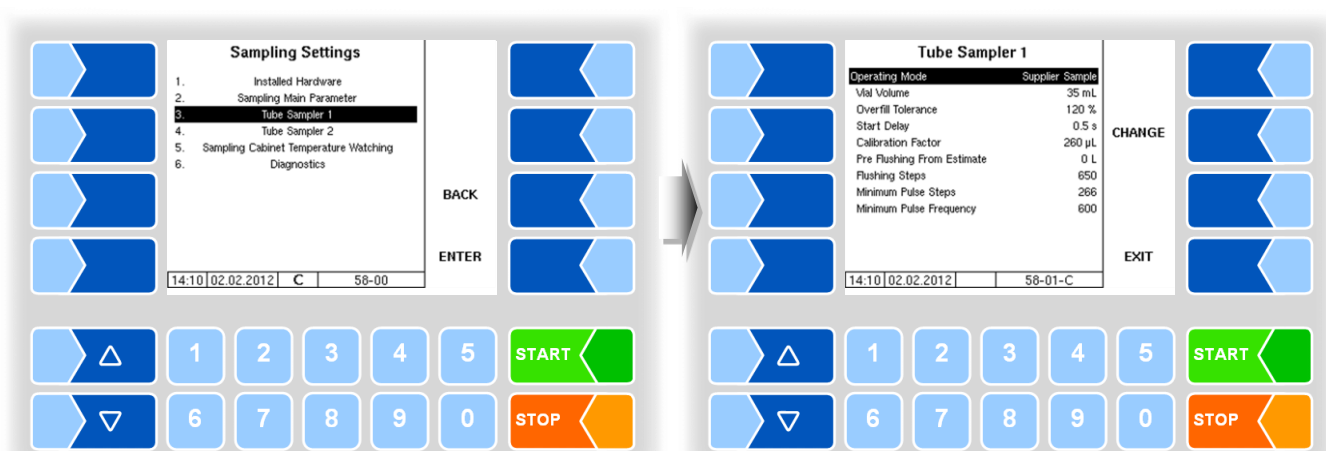 Sampling Settings
1. Installed Hardware
2. Sampling Main Parameter
3. Tube Sampler 1
4. Tube Sampler 2
5. Sampling Cabinet Temperature Watching
6. Diagnostics
BACK
ENTER
14:10 02.02.2012 C 58-00
1 2 3 4 5 START
6 7 8 9 0 STOP
Tube Sampler 1
Operating Mode Supplier Sample
Vial Volume 35 mL
Overfill Tolerance 120 %
Start Delay 0.5 s
CHANGE
Calibration Factor 260 µL
Pre Flushing From Estimate 0 L
Flushing Steps 650
Minimum Pulse Steps 266
Minimum Pulse Frequency 600
EXIT
14:10 02.02.2012 58-01-C
1 2 3 4 5 START
6 7 8 9 0 STOP